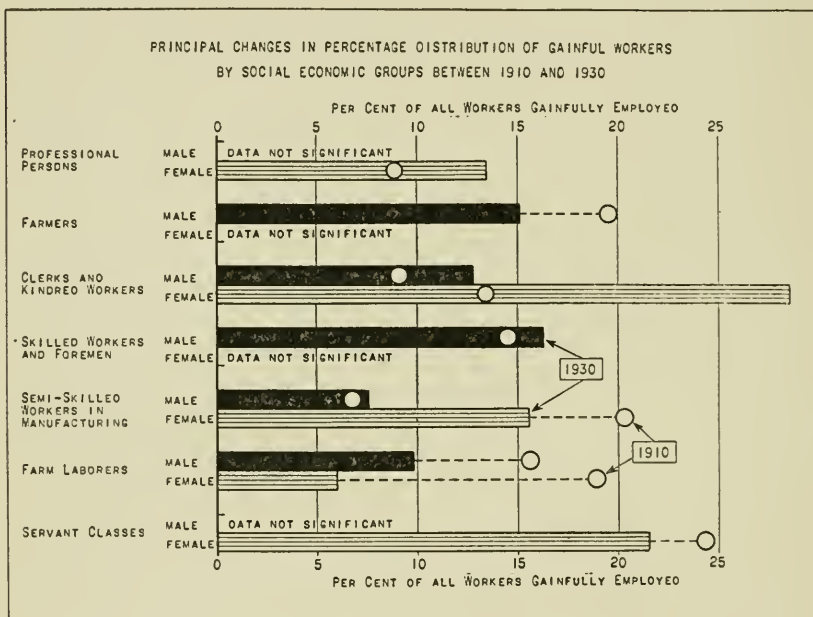 PRINCIPAL CHANGES IN PERCENTAGE DISTRIBUTION OF GAINFUL WORKERS
BY SOCIAL ECONOMIC GROUPS BETWEEN 1910 AND 1930
PER CENT OF ALL WORKERS GAINFULLY EMPLOYED
0 5 10 15 20 25
PROFESSIONAL PERSONS
MALE DATA NOT SIGNIFICANT
FEMALE
FARMERS
MALE
FEMALE DATA NOT SIGNIFICANT
CLERKS AND KINDRED WORKERS
MALE
FEMALE
SKILLED WORKERS AND FOREMEN
MALE
FEMALE DATA NOT SIGNIFICANT
1930
SEMI-SKILLED WORKERS IN MANUFACTURING
MALE
FEMALE
1910
FARM LABORERS
MALE
FEMALE
SERVANT CLASSES
MALE DATA NOT SIGNIFICANT
FEMALE
0 5 10 15 20 25
PER CENT OF ALL WORKERS GAINFULLY EMPLOYED